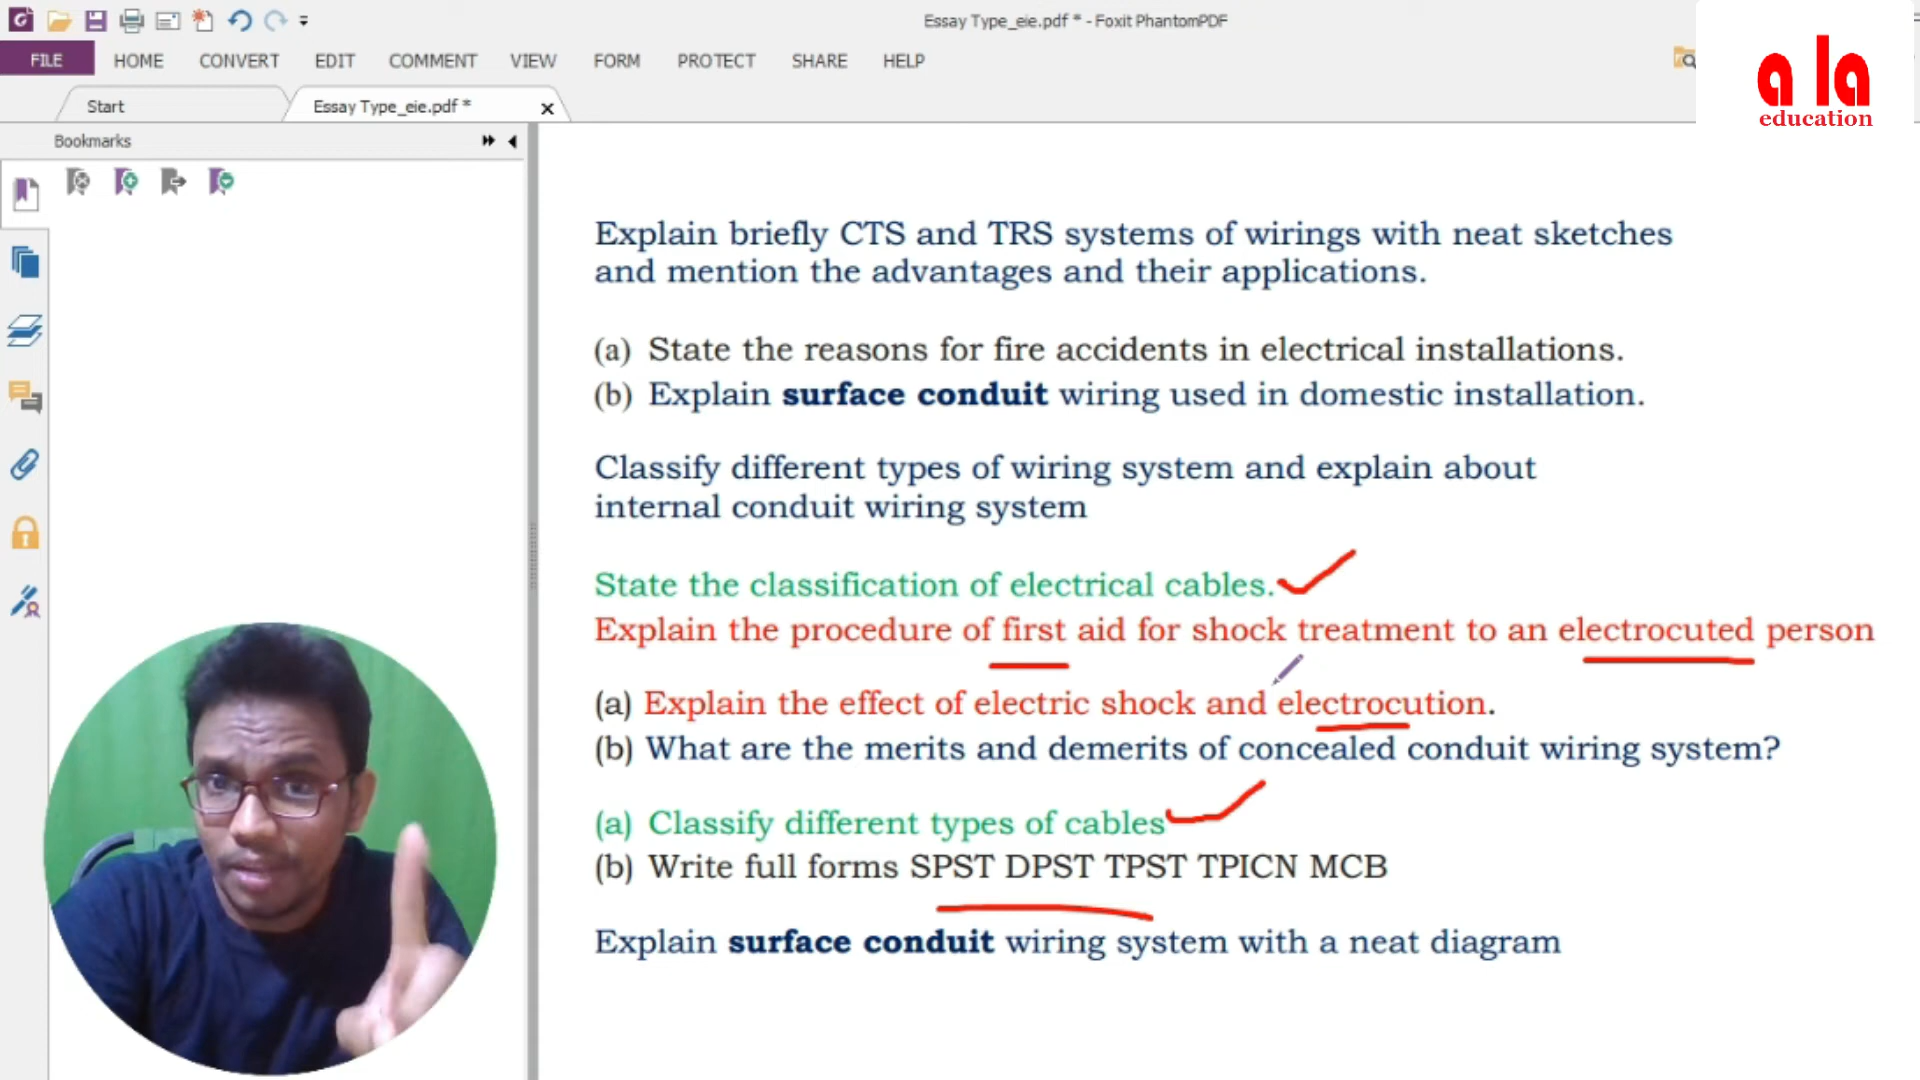 Essay Type_eie.pdf * - Foxit PhantomPDF
FILE HOME CONVERT EDIT COMMENT VIEW FORM PROTECT SHARE HELP
a la
education
Start
Essay Type_eie.pdf *
Bookmarks
Explain briefly CTS and TRS systems of wirings with neat sketches
and mention the advantages and their applications.
(a) State the reasons for fire accidents in electrical installations.
(b) Explain surface conduit wiring used in domestic installation.
Classify different types of wiring system and explain about
internal conduit wiring system
State the classification of electrical cables.
Explain the procedure of first aid for shock treatment to an electrocuted person
(a) Explain the effect of electric shock and electrocution.
(b) What are the merits and demerits of concealed conduit wiring system?
(a) Classify different types of cables
(b) Write full forms SPST DPST TPST TPICN MCB
Explain surface conduit wiring system with a neat diagram